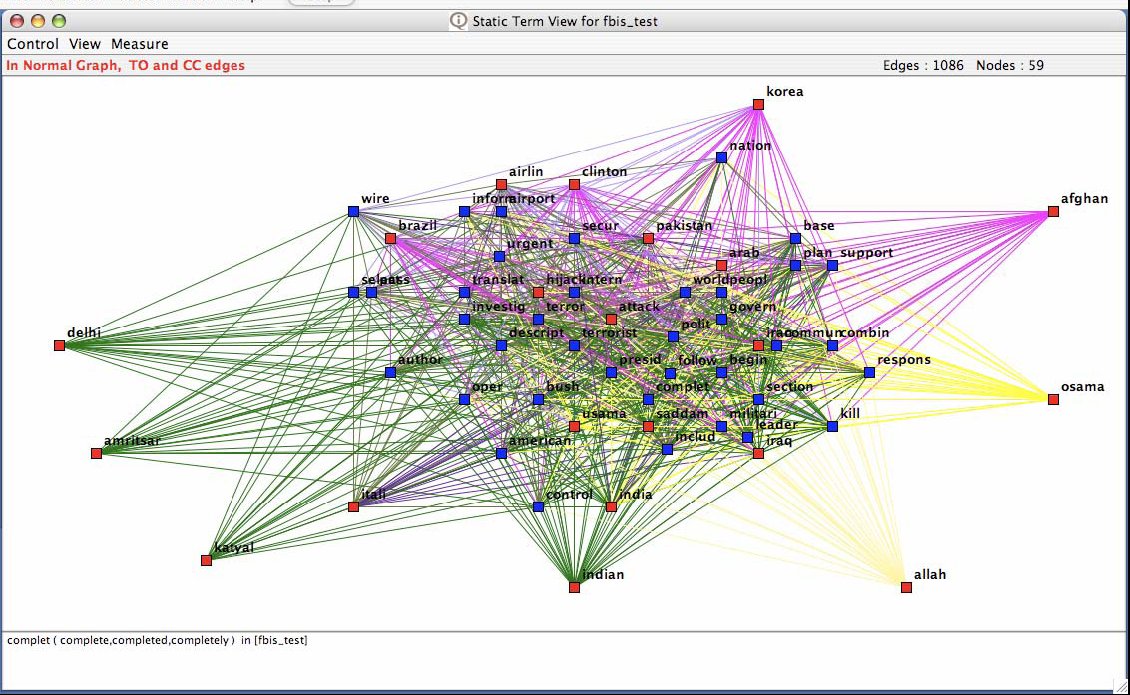 Static Term View for fbis_test
Control View Measure
In Normal Graph, TO and CC edges
Edges : 1086 Nodes : 59
korea
nation
airlin
clinton
wire
inform
airport
afghan
brazil
secur
pakistan
base
urgent
arab
plan
support
translat
hijack
intern
world
peopl
investig
terror
attack
govern
delhi
descript
terrorist
polit
commun
combin
author
presid
follow
begin
respons
oper
bush
complet
section
osama
usama
saddam
militari
kill
leader
amritsar
american
includ
iraq
itali
control
india
katyal
indian
allah
complet ( complete,completed,completely ) in [fbis_test]